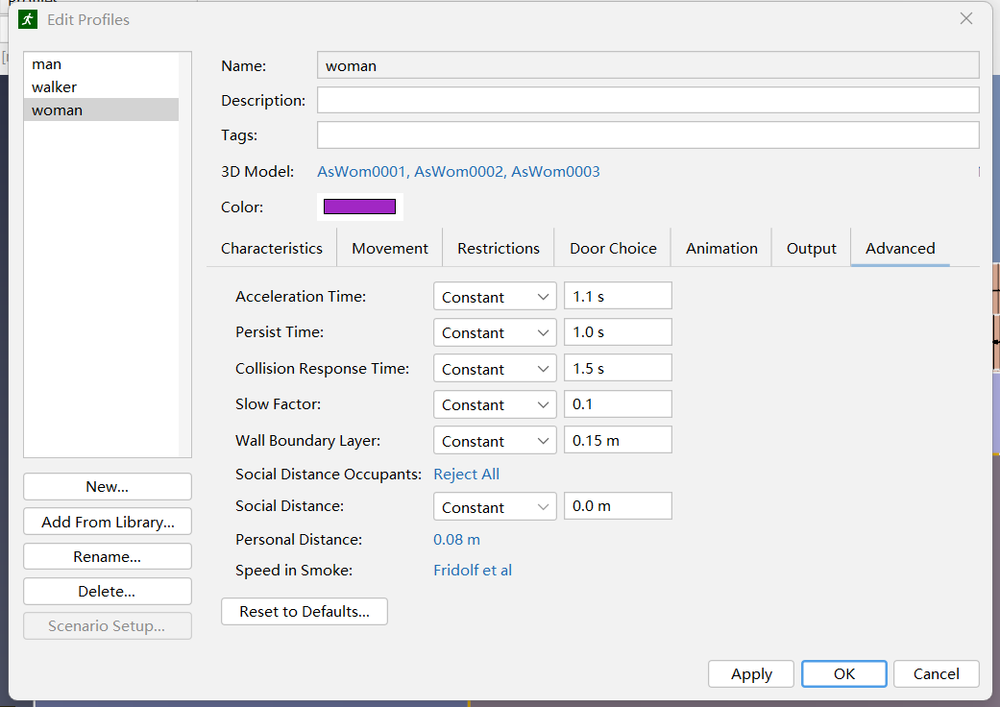 Edit Profiles
man
walker
woman
New...
Add From Library...
Rename...
Delete...
Scenario Setup...
Name: woman
Description:
Tags:
3D Model: AsWom0001, AsWom0002, AsWom0003
Color:
Characteristics Movement Restrictions Door Choice Animation Output Advanced
Acceleration Time: Constant 1.1 s
Persist Time: Constant 1.0 s
Collision Response Time: Constant 1.5 s
Slow Factor: Constant 0.1
Wall Boundary Layer: Constant 0.15 m
Social Distance Occupants: Reject All
Social Distance: Constant 0.0 m
Personal Distance: 0.08 m
Speed in Smoke: Fridolf et al
Reset to Defaults...
Apply OK Cancel